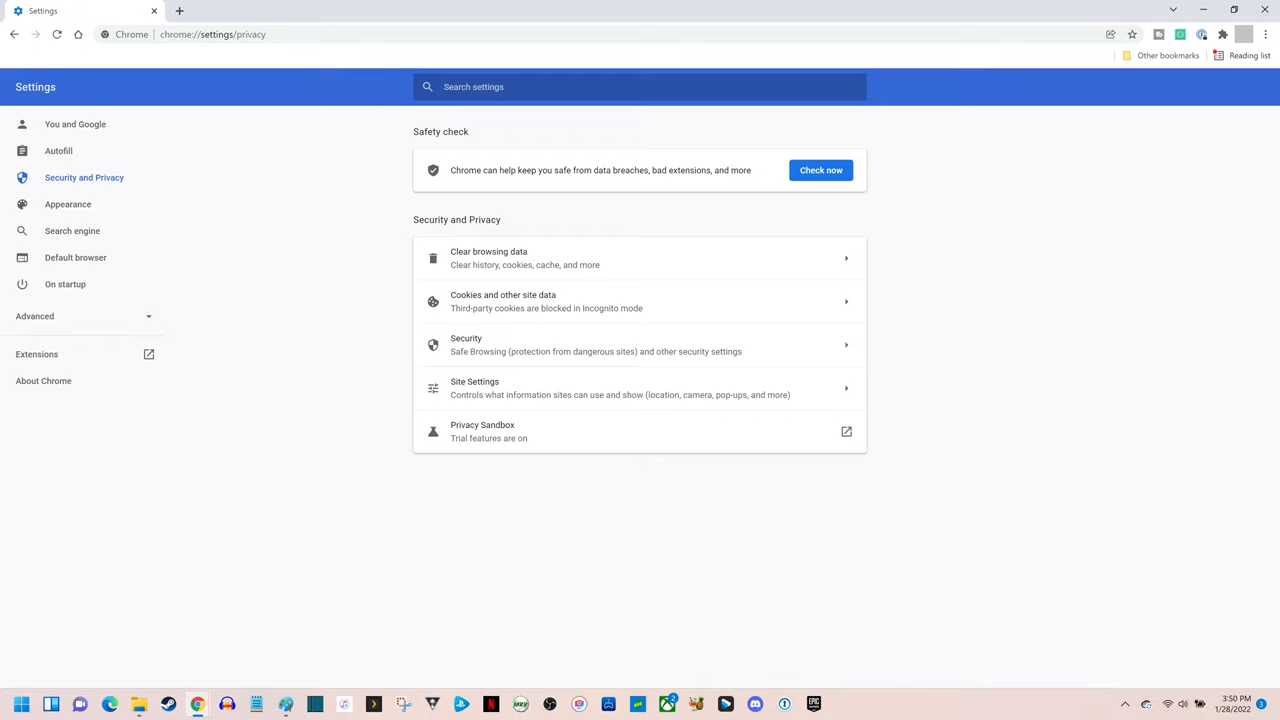 Settings
Chrome | chrome://settings/privacy
Other bookmarks
Reading list
Settings
Search settings
You and Google
Autofill
Security and Privacy
Appearance
Search engine
Default browser
On startup
Advanced
Extensions
About Chrome
Safety check
Chrome can help keep you safe from data breaches, bad extensions, and more
Check now
Security and Privacy
Clear browsing data
Clear history, cookies, cache, and more
Cookies and other site data
Third-party cookies are blocked in Incognito mode
Security
Safe Browsing (protection from dangerous sites) and other security settings
Site Settings
Controls what information sites can use and show (location, camera, pop-ups, and more)
Privacy Sandbox
Trial features are on
2
EPIC
3:50 PM
1/28/2022
3